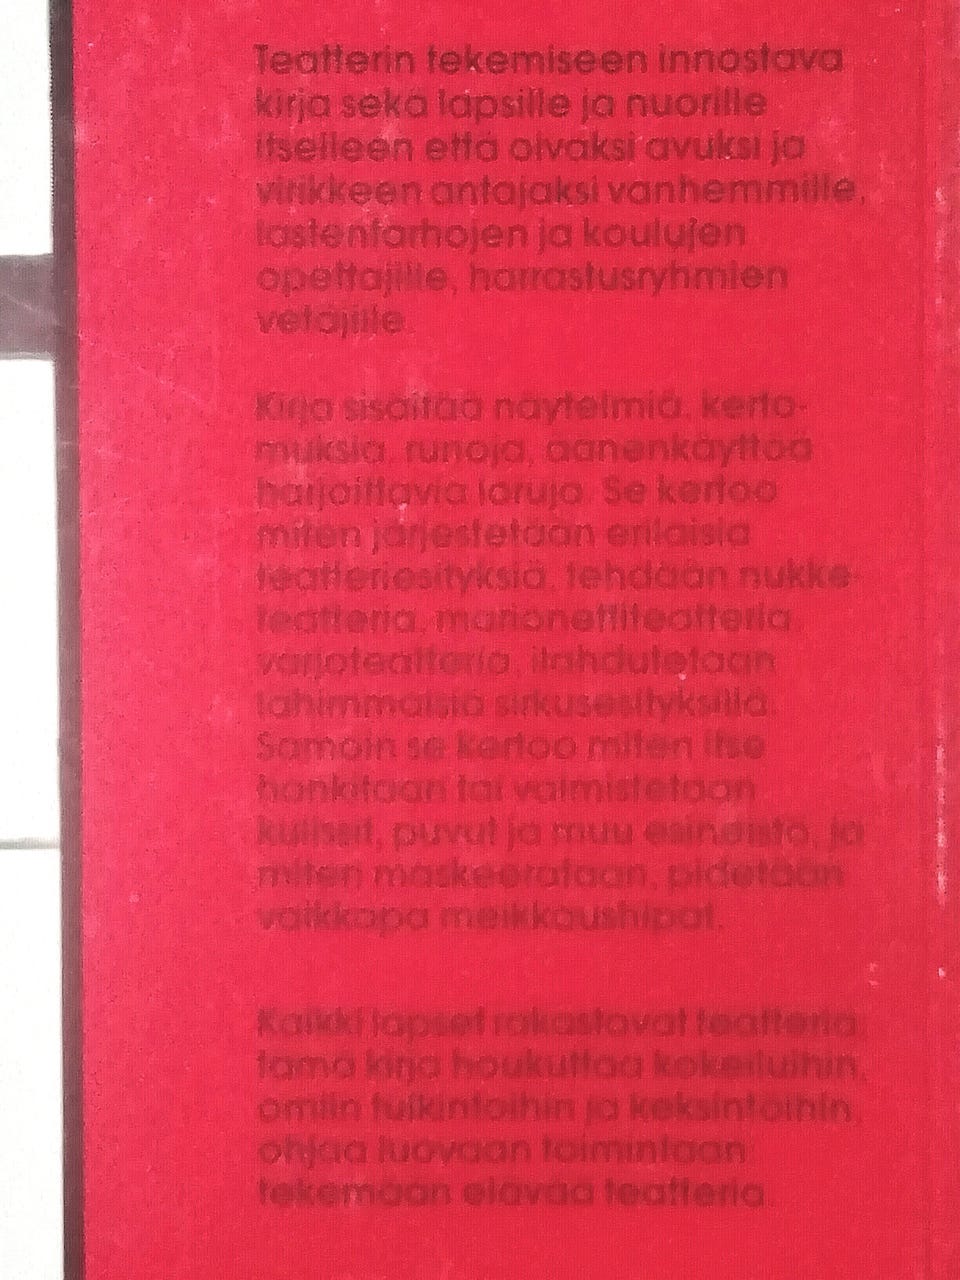 Teatterin tekemiseen innostava
kirja sekä lapsille ja nuorille
itselleen että oivaksi avuksi ja
virikkeen antajaksi vanhemmille,
lastentarhojen ja koulujen
opettajille, harrastusryhmien
vetäjille.
Kirja sisältää näytelmiä, kerto-
muksia, runoja, äänenkäyttöä
harjoittavia loruja. Se kertoo
miten järjestetään erilaisia
teatteriesityksiä, tehdään nukke-
teatteria, marionettiteatteria,
varjoteatteria, ilahdutetaan
lähimmäisiä sirkusesityksillä.
Samoin se kertoo miten itse
hankitaan tai valmistetaan
kulissit, puvut ja muu esineistö, ja
miten maskeerataan, pidetään
vaikkapa meikkaushipat.
Kaikki lapset rakastavat teatteria;
tämä kirja houkuttaa kokeiluihin,
omiin tulkintoihin ja keksintöihin,
ohjaa luovaan toimintaan
tekemään elävää teatteria.